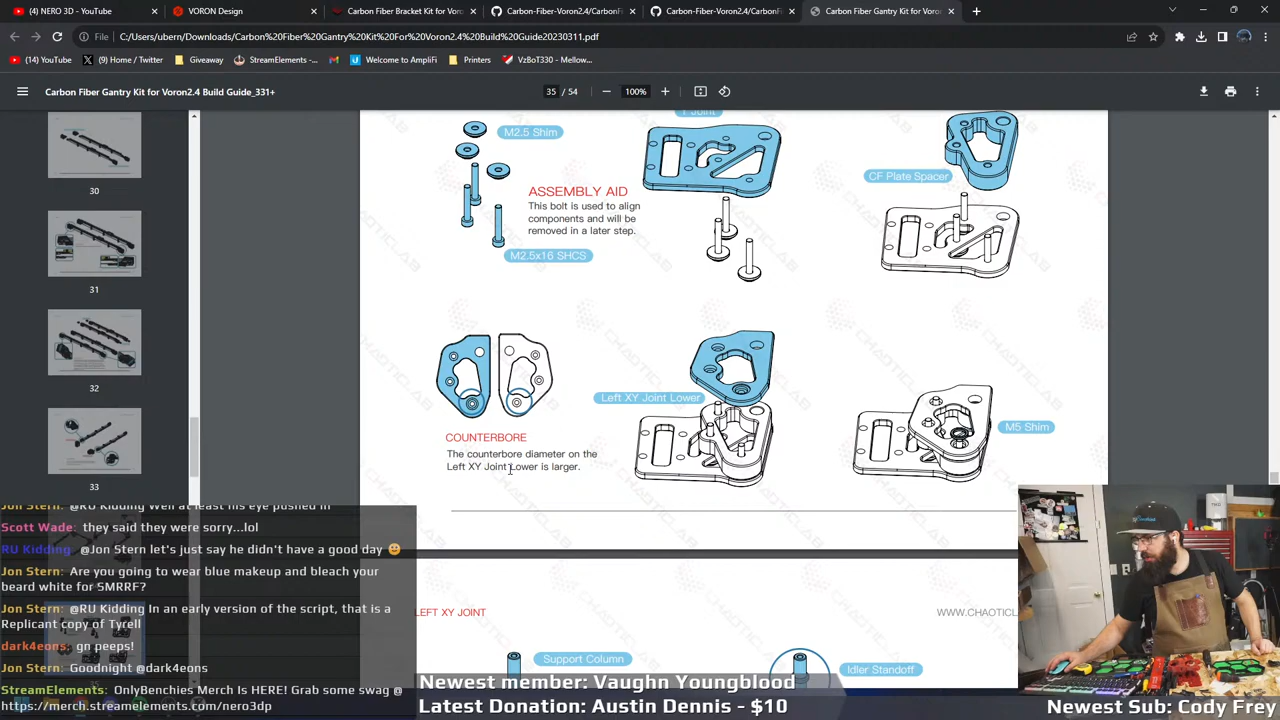 (4) NERO 3D - YouTube
VORON Design
Carbon Fiber Bracket Kit for Voro
Carbon-Fiber-Voron2.4/CarbonFi
Carbon-Fiber-Voron2.4/CarbonFi
Carbon Fiber Gantry Kit for Voro
File
C:/Users/ubern/Downloads/Carbon%20Fiber%20Gantry%20Kit%20For%20Voron2.4%20Build%20Guide20230311.pdf
(14) YouTube
(9) Home / Twitter
Giveaway
StreamElements -...
Welcome to AmpliFi
Printers
VzBoT330 - Mellow...
Carbon Fiber Gantry Kit for Voron2.4 Build Guide_331+
35 / 54
100%
30
31
32
33
M2.5 Shim
ASSEMBLY AID
This bolt is used to align
components and will be
removed in a later step.
M2.5x16 SHCS
Joint
CF Plate Spacer
COUNTERBORE
The counterbore diameter on the
Left XY Joint Lower is larger.
Left XY Joint Lower
M5 Shim
CHAOTICLAB
LEFT XY JOINT
WWW.CHAOTICL
Support Column
Idler Standoff
Jon Stern: @RU Kidding Well at least his eye pushed in
Scott Wade: they said they were sorry...lol
RU Kidding: @Jon Stern let's just say he didn't have a good day
Jon Stern: Are you going to wear blue makeup and bleach your
beard white for SMRRF?
Jon Stern: @RU Kidding In an early version of the script, that is a
Replicant copy of Tyrell
dark4eons: gn peeps!
Jon Stern: Goodnight @dark4eons
StreamElements: Only Archies Merch Is HERE! Grab some swag @
https://merch.streamelements.com/nero3dp
Newest member: Vaughn Youngblood
Latest Donation: Austin Dennis - $10
Newest Sub: Cody Frey